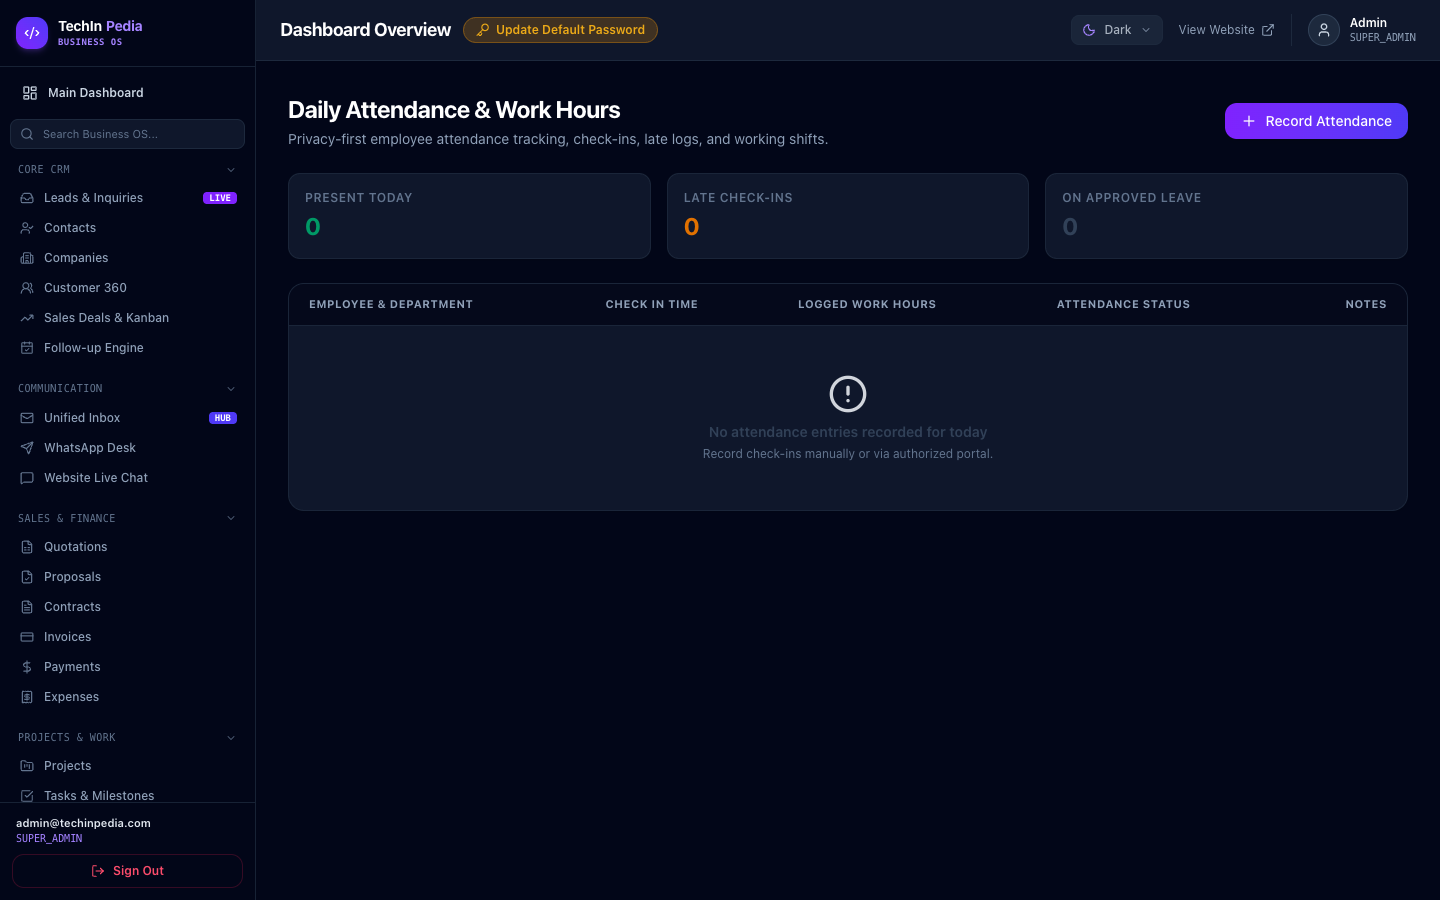 TechIn Pedia
BUSINESS OS
Main Dashboard
Search Business OS...
CORE CRM
Leads & Inquiries LIVE
Contacts
Companies
Customer 360
Sales Deals & Kanban
Follow-up Engine
COMMUNICATION
Unified Inbox HUB
WhatsApp Desk
Website Live Chat
SALES & FINANCE
Quotations
Proposals
Contracts
Invoices
Payments
Expenses
PROJECTS & WORK
Projects
Tasks & Milestones
admin@techinpedia.com
SUPER_ADMIN
Sign Out
Dashboard Overview Update Default Password Dark View Website Admin
SUPER_ADMIN
Daily Attendance & Work Hours
Privacy-first employee attendance tracking, check-ins, late logs, and working shifts.
Record Attendance
PRESENT TODAY
0
LATE CHECK-INS
0
ON APPROVED LEAVE
0
EMPLOYEE & DEPARTMENT CHECK IN TIME LOGGED WORK HOURS ATTENDANCE STATUS NOTES
No attendance entries recorded for today
Record check-ins manually or via authorized portal.